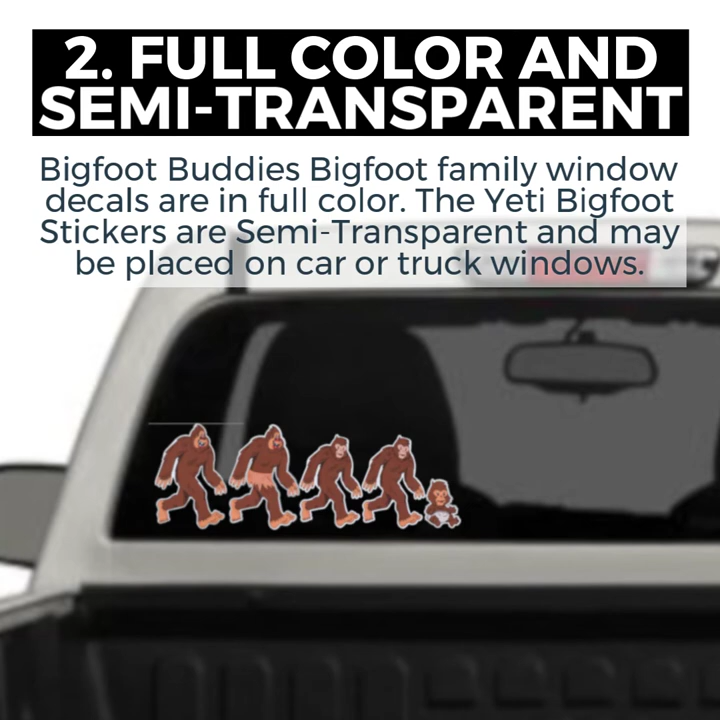 2. FULL COLOR AND
SEMI-TRANSPARENT
Bigfoot Buddies Bigfoot family window
decals are in full color. The Yeti Bigfoot
Stickers are Semi-Transparent and may
be placed on car or truck windows.